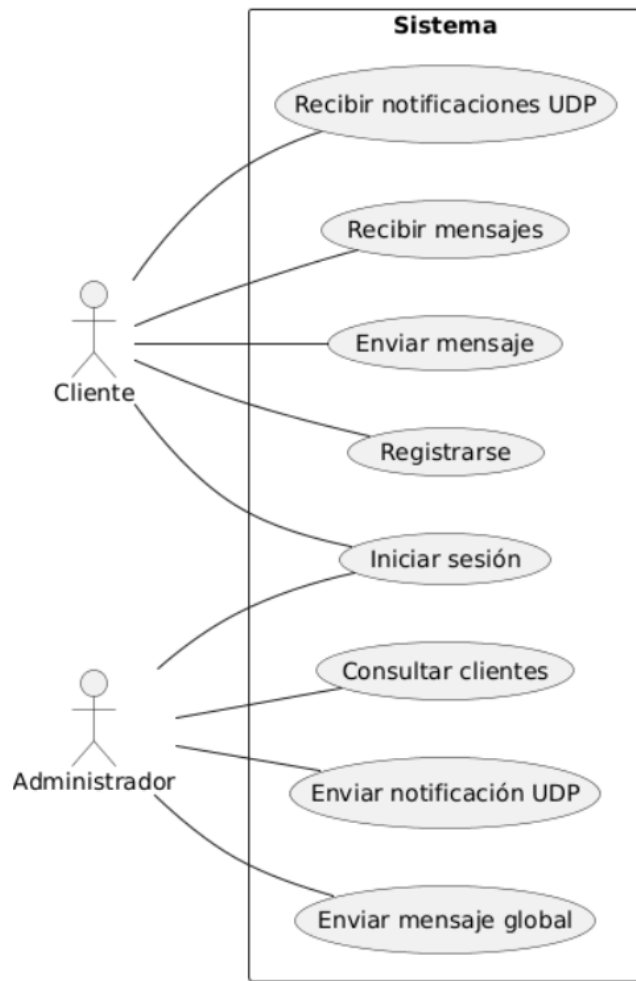 Sistema
Recibir notificaciones UDP
Recibir mensajes
Enviar mensaje
Cliente
Registrarse
Iniciar sesión
Consultar clientes
Administrador
Enviar notificación UDP
Enviar mensaje global